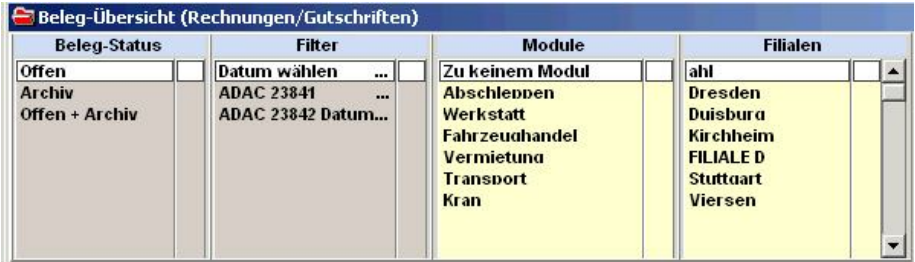 Beleg-Übersicht (Rechnungen/Gutschriften)
Beleg-Status Filter Module Filialen
Offen Datum wählen ... Zu keinem Modul ahl
Archiv ADAC 23841 ... Abschleppen Dresden
Offen + Archiv ADAC 23842 Datum... Werkstatt Duisburg
Fahrzeughandel Kirchheim
Vermietung FILIALE D
Transport Stuttgart
Kran Viersen